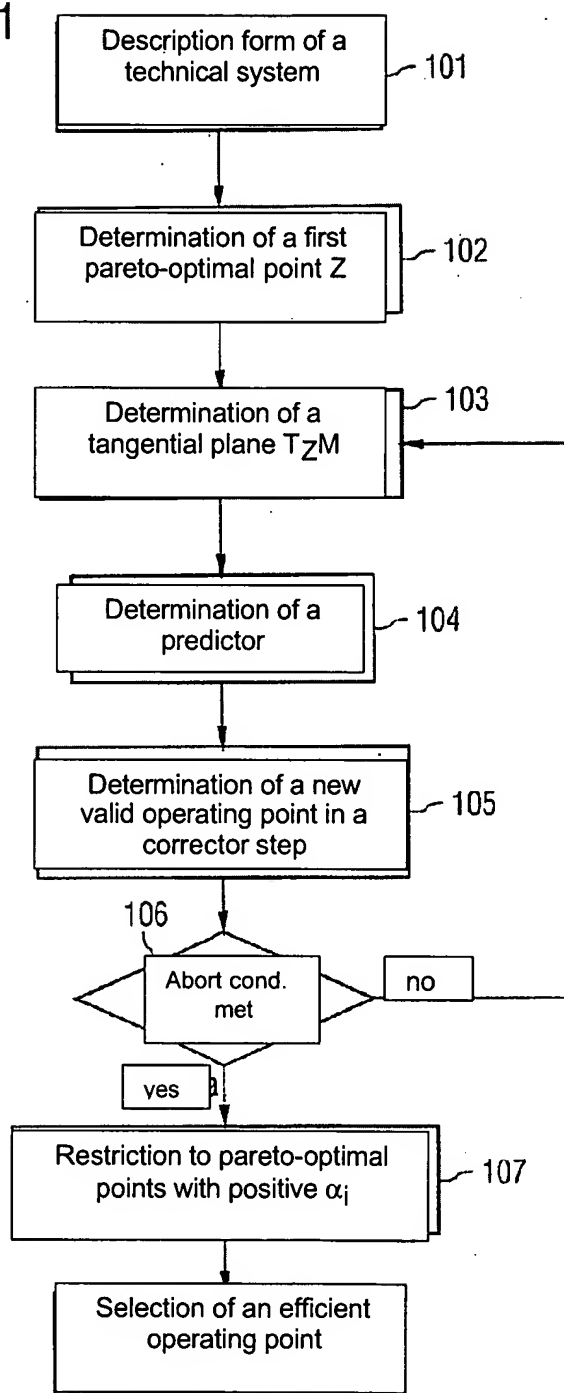 1
Description form of a
technical system
101
Determination of a first
pareto-optimal point Z
102
Determination of a
tangential plane TZM
103
Determination of a
predictor
104
Determination of a new
valid operating point in a
corrector step
105
106
Abort cond.
met
no
yes
Restriction to pareto-optimal
points with positive αi
107
Selection of an efficient
operating point